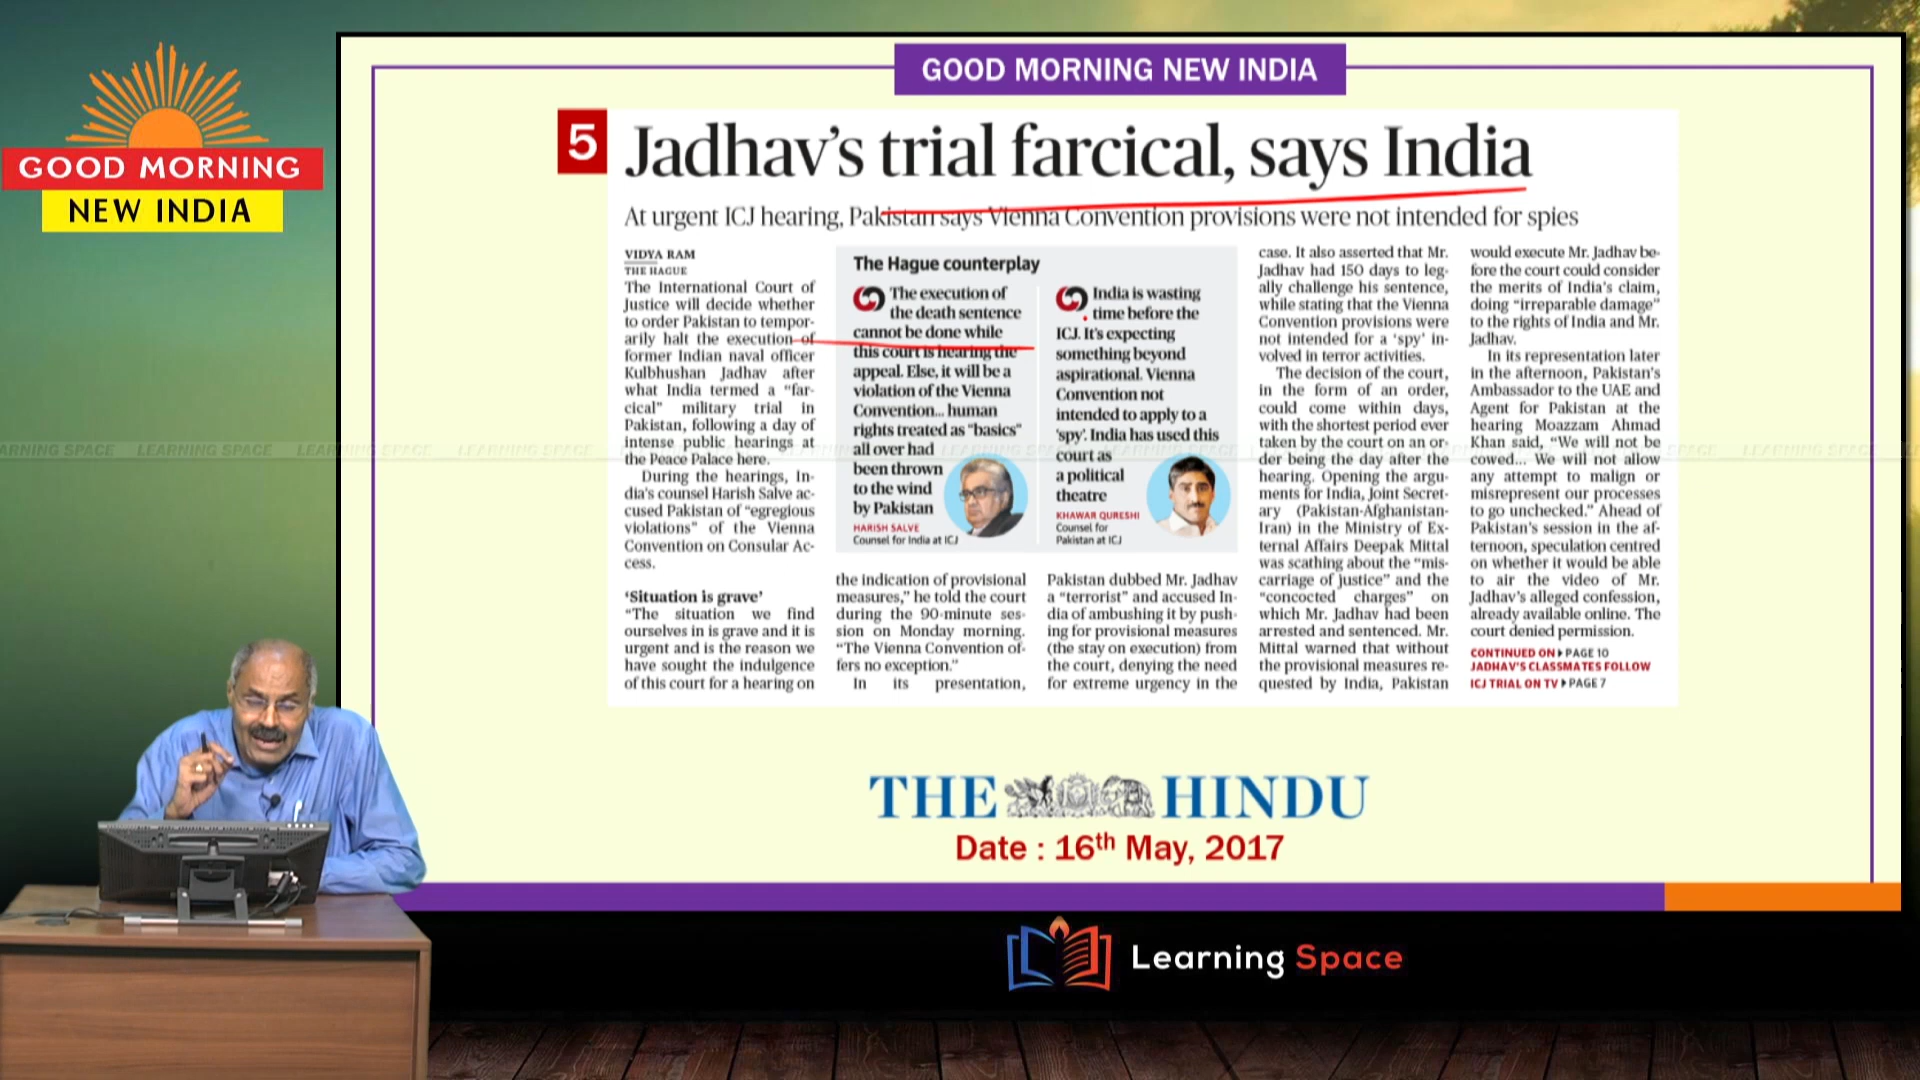 GOOD MORNING
NEW INDIA
GOOD MORNING NEW INDIA
5
Jadhav’s trial farcical, says India
At urgent ICJ hearing, Pakistan says Vienna Convention provisions were not intended for spies
VIDYA RAM
THE HAGUE
The International Court of
Justice will decide whether
to order Pakistan to tempor-
arily halt the execution of
former Indian naval officer
Kulbhushan Jadhav after
what India termed a “far-
cical” military trial in
Pakistan, following a day of
intense public hearings at
the Peace Palace here.
During the hearings, In-
dia's counsel Harish Salve ac-
cused Pakistan of “egregious
violations” of the Vienna
Convention on Consular Ac-
cess.
‘Situation is grave’
“The situation we find
ourselves in is grave and it is
urgent and is the reason we
have sought the indulgence
of this court for a hearing on
The Hague counterplay
The execution of
the death sentence
cannot be done while
this court is hearing the
appeal. Else, it will be a
violation of the Vienna
Convention... human
rights treated as “basics”
all over had
been thrown
to the wind
by Pakistan
HARISH SALVE
Counsel for India at ICJ
India is wasting
time before the
ICJ. It's expecting
something beyond
aspirational. Vienna
Convention not
intended to apply to a
'spy'. India has used this
court as
a political
theatre
KHAWAR QURESHI
Counsel for
Pakistan at ICJ
the indication of provisional
measures,” he told the court
during the 90-minute ses-
sion on Monday morning.
“The Vienna Convention of-
fers no exception.”
In its presentation,
Pakistan dubbed Mr. Jadhav
a “terrorist” and accused In-
dia of ambushing it by push-
ing for provisional measures
(the stay on execution) from
the court, denying the need
for extreme urgency in the
case. It also asserted that Mr.
Jadhav had 150 days to leg-
ally challenge his sentence,
while stating that the Vienna
Convention provisions were
not intended for a ‘spy’ in-
volved in terror activities.
The decision of the court,
in the form of an order,
could come within days,
with the shortest period ever
taken by the court on an or-
der being the day after the
hearing. Opening the argu-
ments for India, Joint Secret-
ary (Pakistan-Afghanistan-
Iran) in the Ministry of Ex-
ternal Affairs Deepak Mittal
was scathing about the “mis-
carriage of justice” and the
“concocted charges” on
which Mr. Jadhav had been
arrested and sentenced. Mr.
Mittal warned that without
the provisional measures re-
quested by India, Pakistan
would execute Mr. Jadhav be-
fore the court could consider
the merits of India's claim,
doing “irreparable damage”
to the rights of India and Mr.
Jadhav.
In its representation later
in the afternoon, Pakistan's
Ambassador to the UAE and
Agent for Pakistan at the
hearing Moazzam Ahmad
Khan said, “We will not be
cowed... We will not allow
any attempt to malign or
misrepresent our processes
to go unchecked.” Ahead of
Pakistan's session in the af-
ternoon, speculation centred
on whether it would be able
to air the video of Mr.
Jadhav's alleged confession,
already available online. The
court denied permission.
CONTINUED ON ▸ PAGE 10
JADHAV'S CLASSMATES FOLLOW
ICJ TRIAL ON TV ▸ PAGE 7
THE HINDU
Date : 16th May, 2017
Learning Space
ARNING SPACE LEARNING SPACE LEARNING SPACE LEARNING SPACE